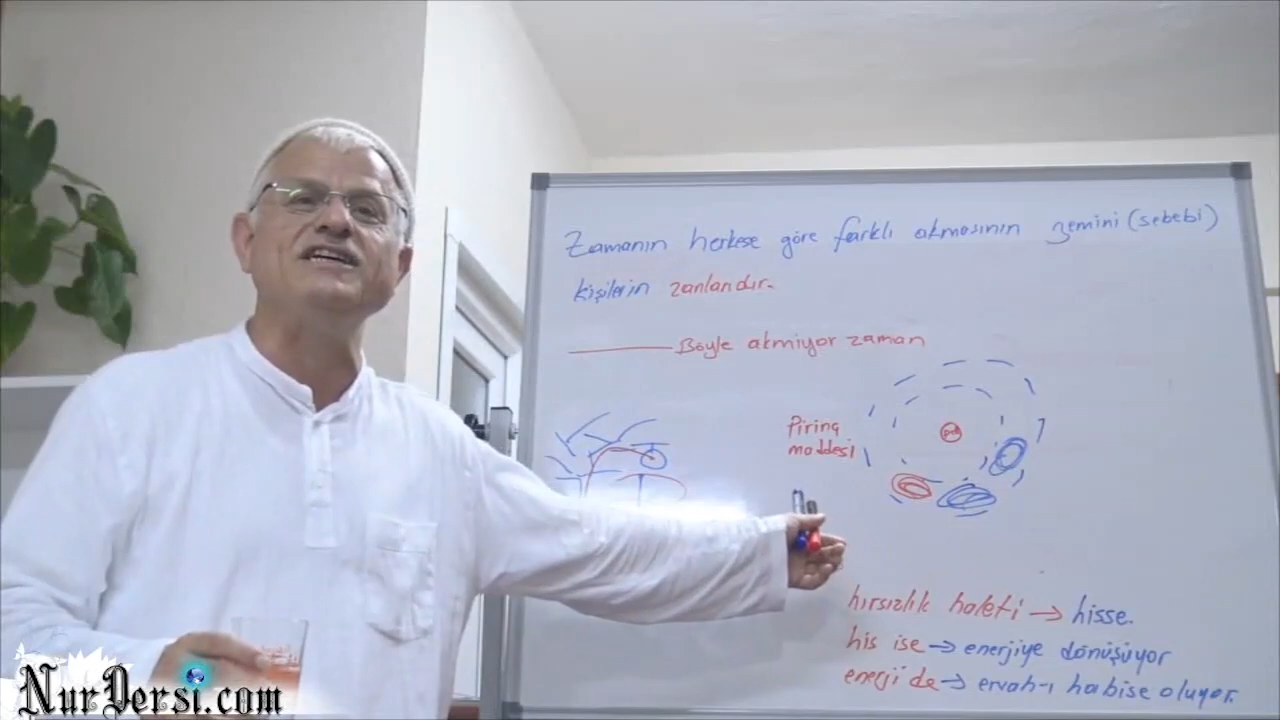 Zamanın herkese göre farklı akmasının zemini (sebebi)
kişilerin zanlarıdır.
Böyle akmıyor zaman
Pirinç
maddesi
hırsızlık haleti → hisse.
his ise → enerjiye dönüşüyor
enerji de → ervah-ı habise oluyor.
NurDersi.com